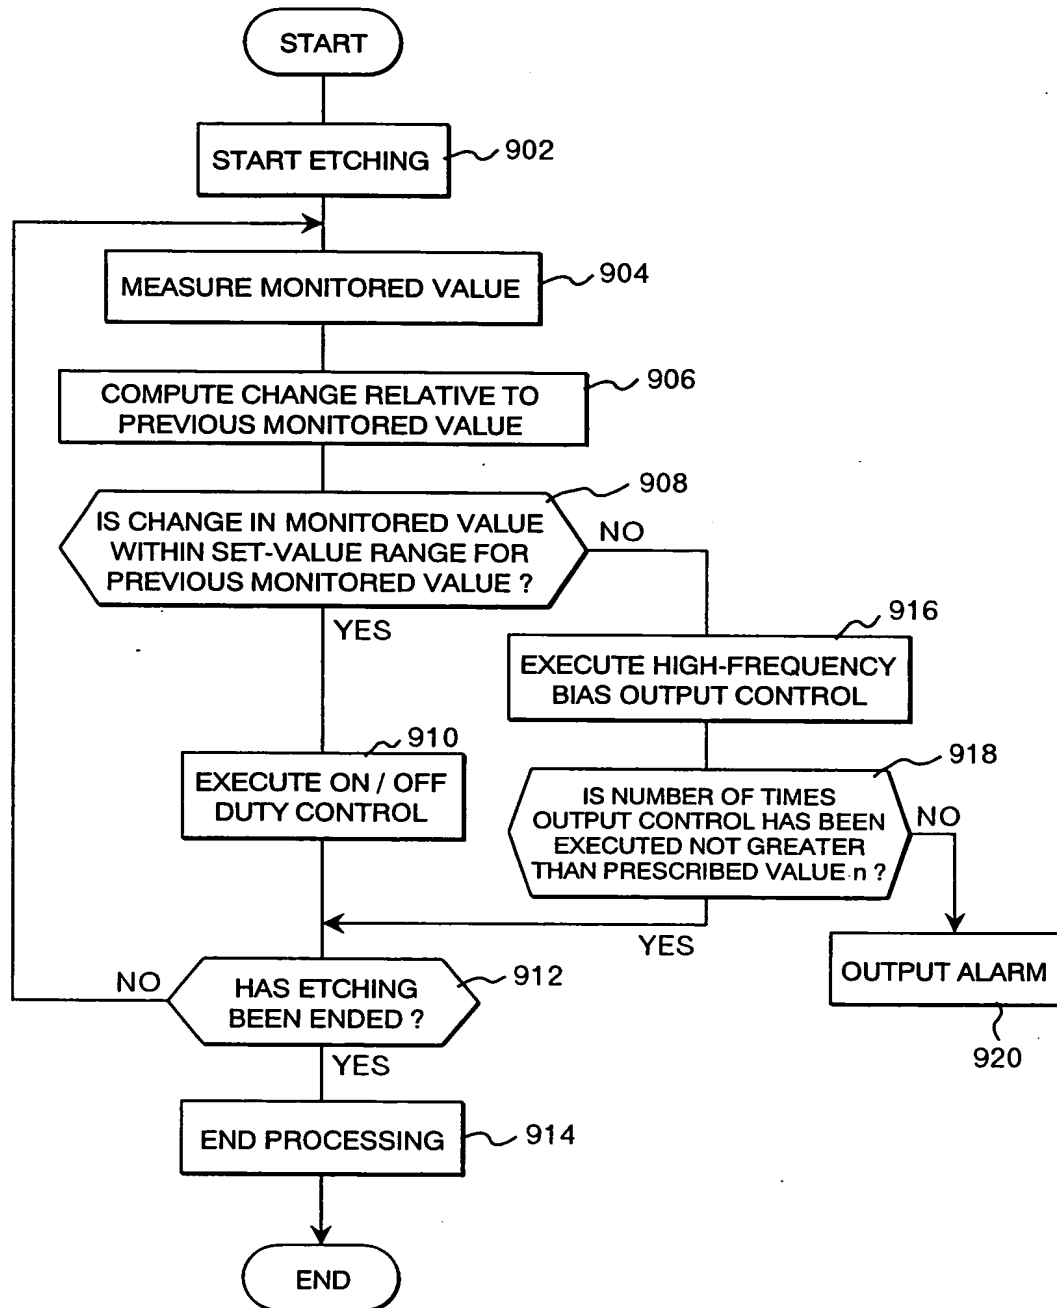 START
START ETCHING
902
MEASURE MONITORED VALUE
904
COMPUTE CHANGE RELATIVE TO
PREVIOUS MONITORED VALUE
906
IS CHANGE IN MONITORED VALUE
WITHIN SET-VALUE RANGE FOR
PREVIOUS MONITORED VALUE ?
908
NO
YES
EXECUTE HIGH-FREQUENCY
BIAS OUTPUT CONTROL
916
EXECUTE ON / OFF
DUTY CONTROL
910
IS NUMBER OF TIMES
OUTPUT CONTROL HAS BEEN
EXECUTED NOT GREATER
THAN PRESCRIBED VALUE n ?
918
NO
YES
OUTPUT ALARM
920
HAS ETCHING
BEEN ENDED ?
912
NO
YES
END PROCESSING
914
END